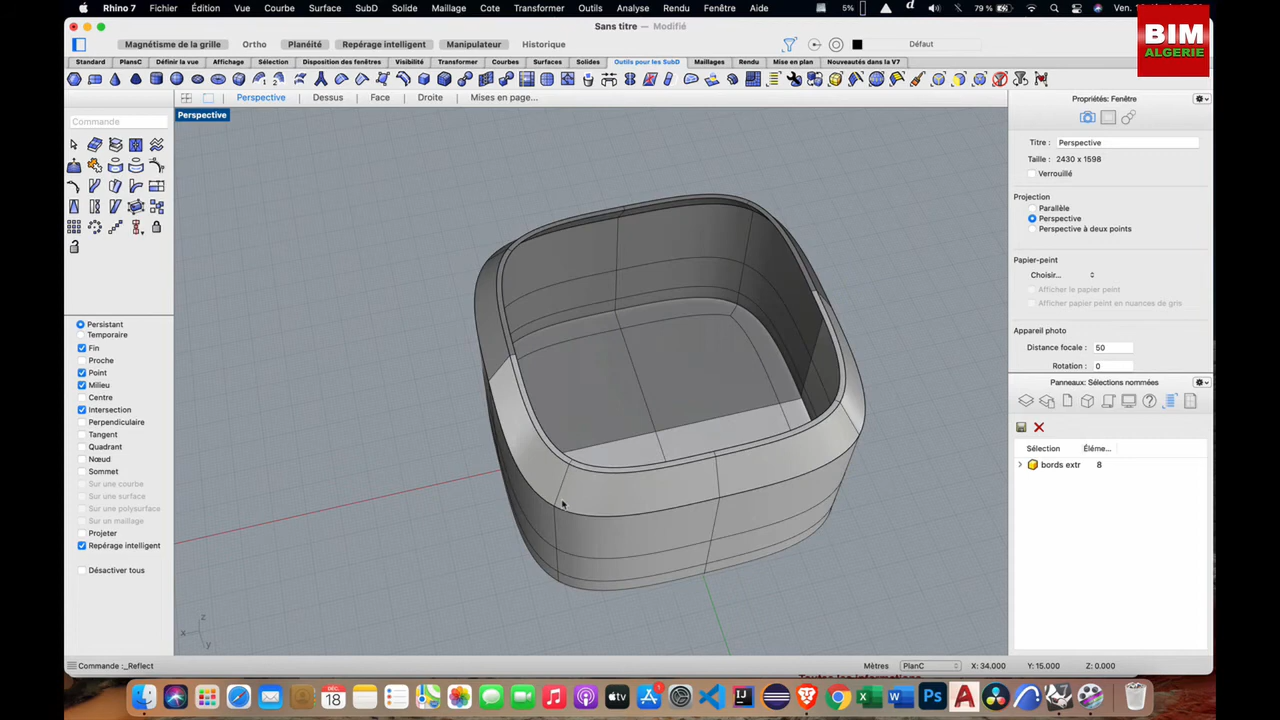 Rhino 7 Fichier Édition Vue Courbe Surface SubD Solide Maillage Cote Transformer Outils Analyse Rendu Fenêtre Aide 5% 79 %
Sans titre — Modifié
BIM
ALGERIE
Magnétisme de la grille Ortho Planéité Repérage intelligent Manipulateur Historique Défaut
Standard PlansC Définir la vue Affichage Sélection Disposition des fenêtres Visibilité Transformer Courbes Surfaces Solides Outils pour les SubD Maillages Rendu Mise en plan Nouveautés dans la V7
Perspective Dessus Face Droite Mises en page...
Perspective
Commande
Persistant
Temporaire
Fin
Proche
Point
Milieu
Centre
Intersection
Perpendiculaire
Tangent
Quadrant
Nœud
Sommet
Sur une courbe
Sur une surface
Sur une polysurface
Sur un maillage
Projeter
Repérage intelligent
Désactiver tous
z
x
y
Propriétés: Fenêtre
Titre : Perspective
Taille : 2430 x 1598
Verrouillé
Projection
Parallèle
Perspective
Perspective à deux points
Papier-peint
Choisir...
Afficher le papier peint
Afficher papier peint en nuances de gris
Appareil photo
Distance focale : 50
Rotation : 0
Panneaux: Sélections nommées
Sélection Éléme...
bords extr 8
Commande :_Reflect
Mètres PlanC X: 34.000 Y: 15.000 Z: 0.000
DÉC.
18